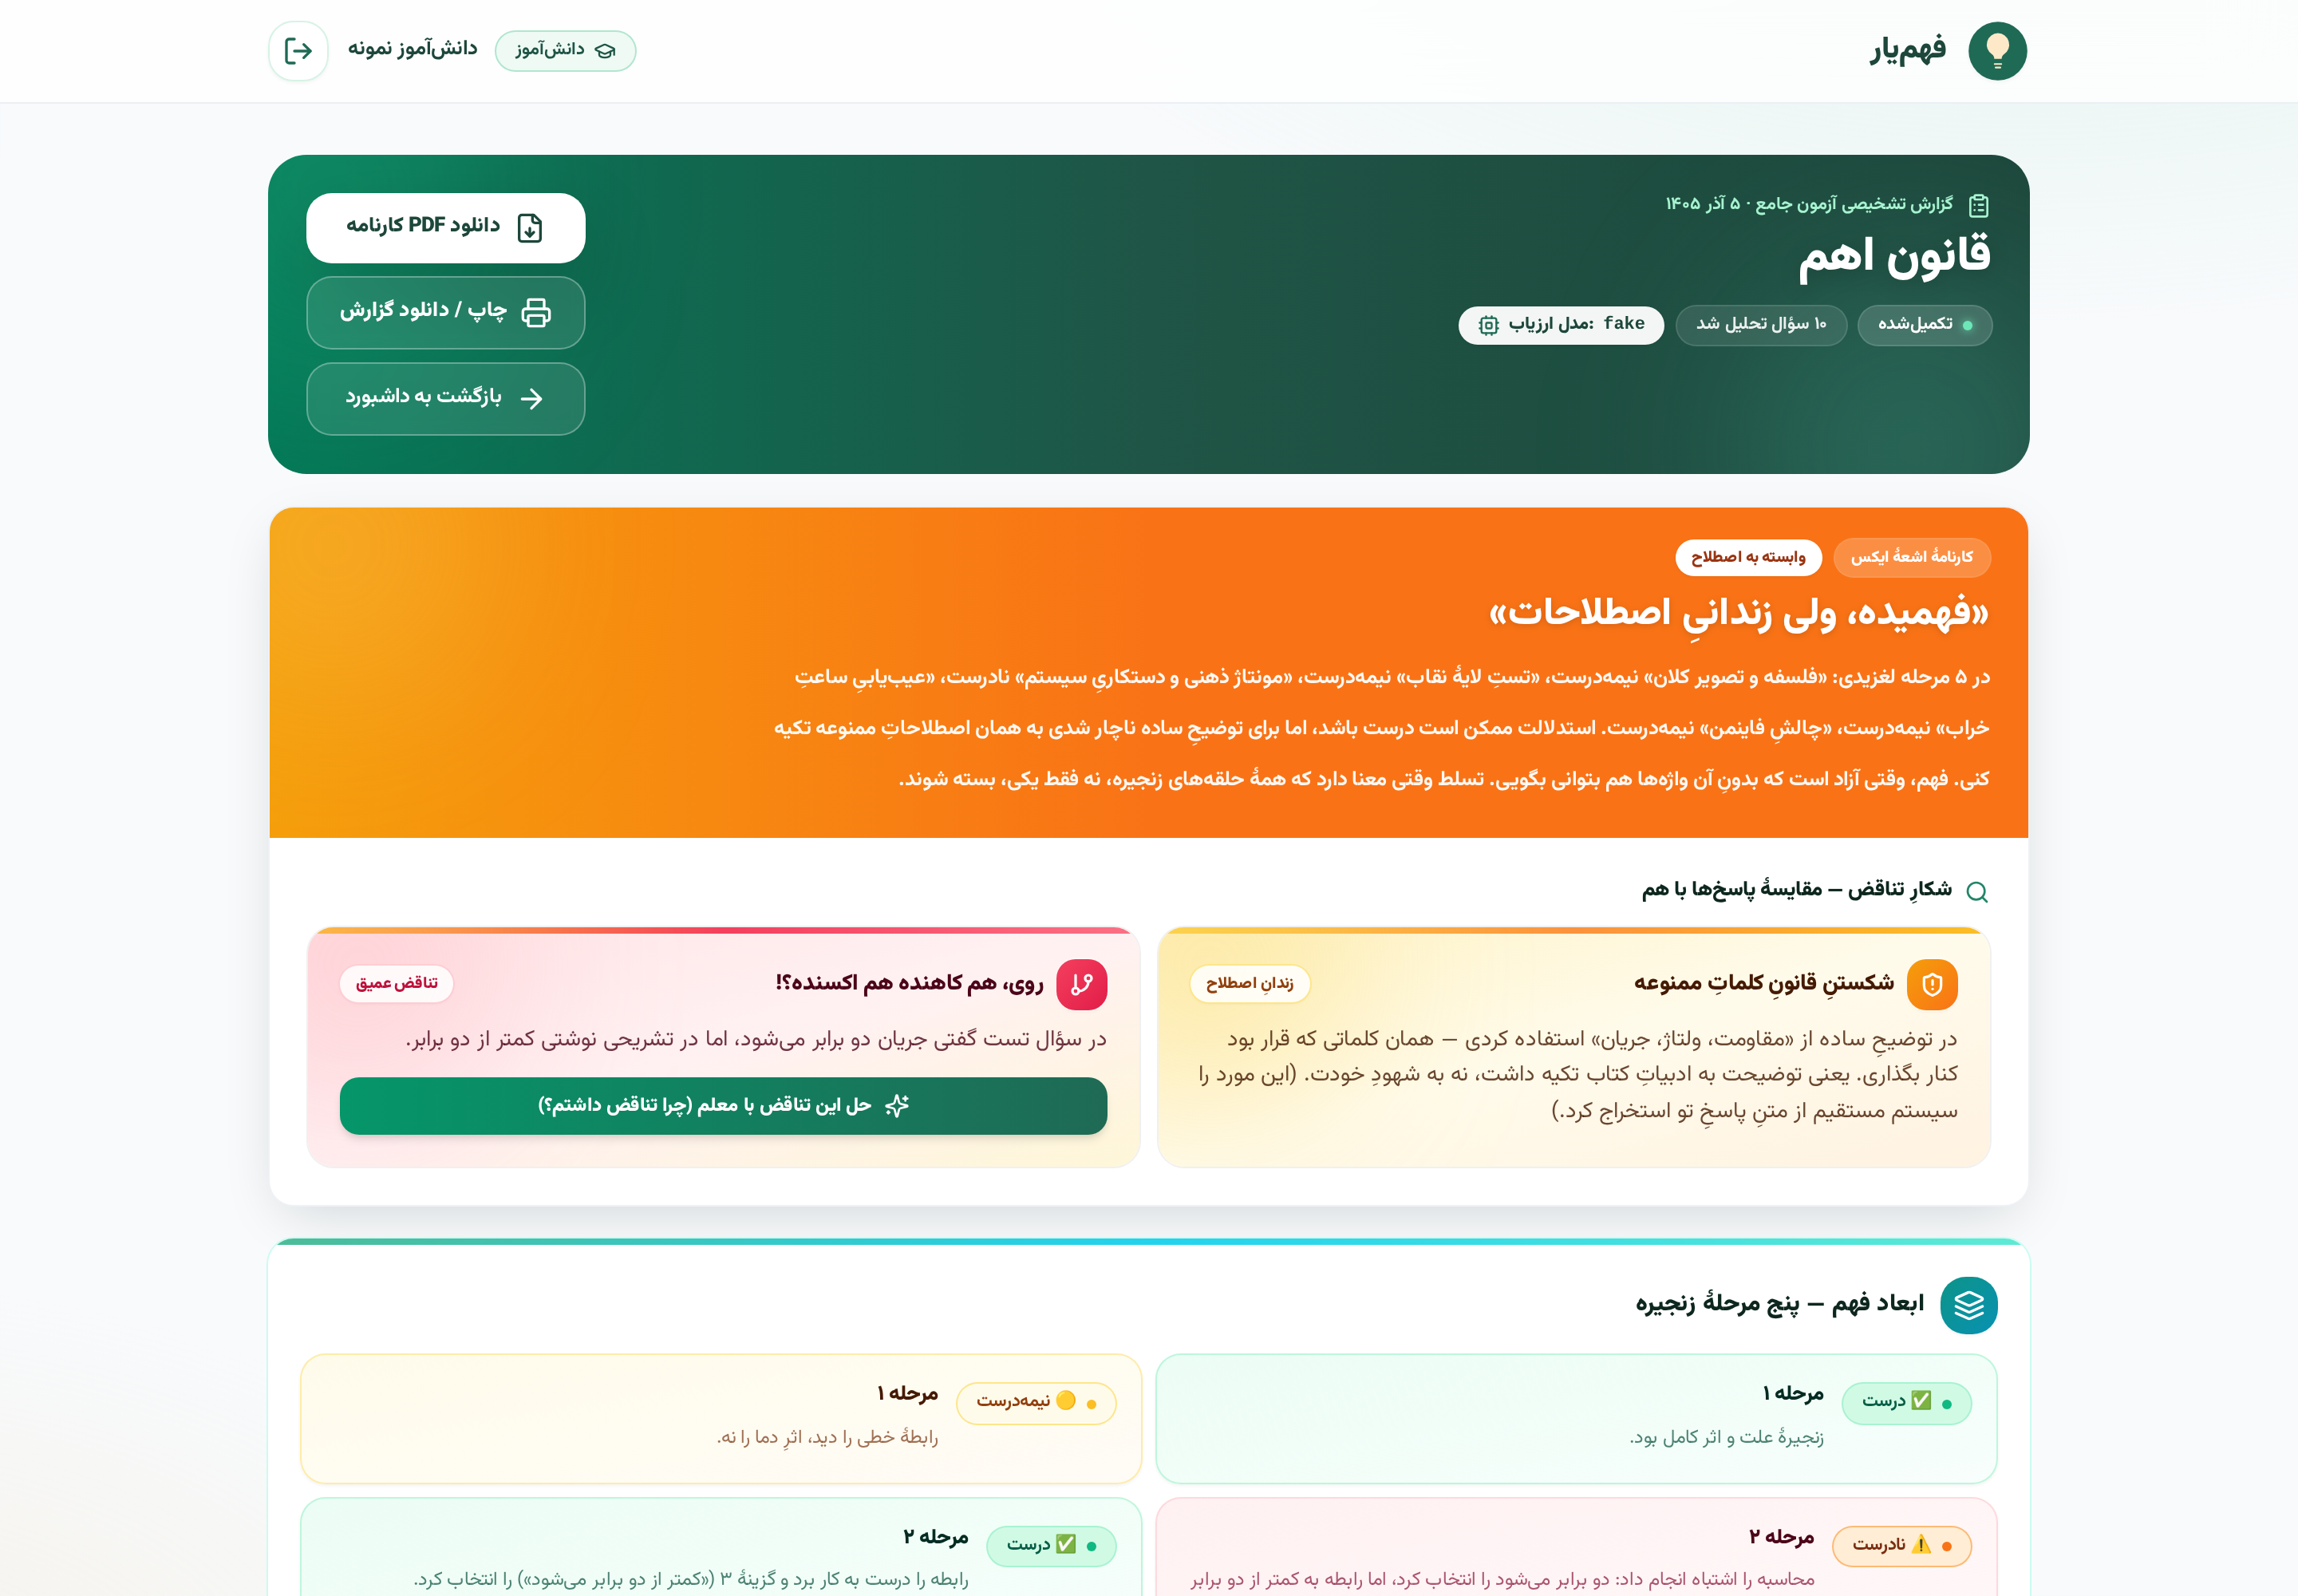 فهم‌یار
دانش‌آموز
دانش‌آموز نمونه
گزارش تشخیصی آزمون جامع · ۵ آذر ۱۴۰۵
قانون اهم
تکمیل‌شده
۱۰ سؤال تحلیل شد
مدل ارزیاب: fake
دانلود PDF کارنامه
چاپ / دانلود گزارش
بازگشت به داشبورد
کارنامهٔ اشعهٔ ایکس
وابسته به اصطلاح
«فهمیده، ولی زندانیِ اصطلاحات»
در ۵ مرحله لغزیدی: «فلسفه و تصویر کلان» نیمه‌درست، «تستِ لایهٔ نقاب» نیمه‌درست، «مونتاژ ذهنی و دستکاریِ سیستم» نادرست، «عیب‌یابیِ ساعتِ
خراب» نیمه‌درست، «چالشِ فاینمن» نیمه‌درست. استدلالت ممکن است درست باشد، اما برای توضیحِ ساده ناچار شدی به همان اصطلاحاتِ ممنوعه تکیه
کنی. فهم، وقتی آزاد است که بدونِ آن واژه‌ها هم بتوانی بگویی. تسلط وقتی معنا دارد که همهٔ حلقه‌های زنجیره، نه فقط یکی، بسته شوند.
شکارِ تناقض — مقایسهٔ پاسخ‌ها با هم
شکستنِ قانونِ کلماتِ ممنوعه
زندانِ اصطلاح
در توضیحِ ساده از «مقاومت، ولتاژ، جریان» استفاده کردی — همان کلماتی که قرار بود
کنار بگذاری. یعنی توضیحت به ادبیاتِ کتاب تکیه داشت، نه به شهودِ خودت. (این مورد را
سیستم مستقیم از متنِ پاسخِ تو استخراج کرد.)
روی، هم کاهنده هم اکسنده؟!
تناقض عمیق
در سؤال تست گفتی جریان دو برابر می‌شود، اما در تشریحی نوشتی کمتر از دو برابر.
حل این تناقض با معلم (چرا تناقض داشتم؟)
ابعاد فهم — پنج مرحلهٔ زنجیره
✅ درست
مرحله ۱
زنجیرهٔ علت و اثر کامل بود.
🟡 نیمه‌درست
مرحله ۱
رابطهٔ خطی را دید، اثرِ دما را نه.
⚠️ نادرست
مرحله ۲
محاسبه را اشتباه انجام داد: دو برابر می‌شود را انتخاب کرد، اما رابطه به کمتر از دو برابر
✅ درست
مرحله ۲
رابطه را درست به کار برد و گزینهٔ ۳ («کمتر از دو برابر می‌شود») را انتخاب کرد.